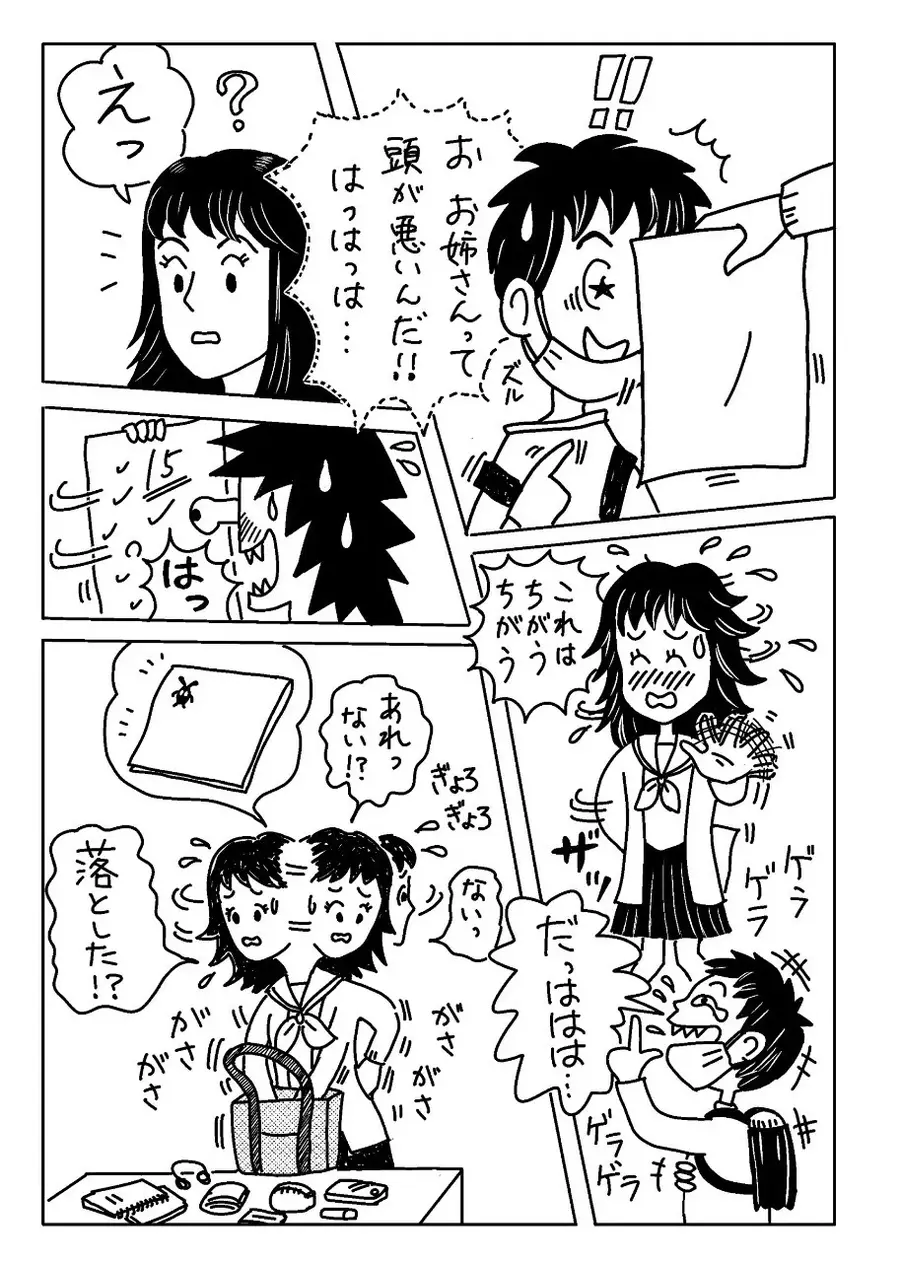 !!
お お姉さんって
頭が悪いんだ!!
はっはっは…
ズル
?
えっ
15
はっ
これは
ちがう
ちがう
ザッ
ゲラ
ゲラ
だっははは…
ゲラ
ゲラ
あれっ
ない!?
ぎょろ
ぎょろ
ないっ
落とした!?
がさ
がさ
がさ
がさ